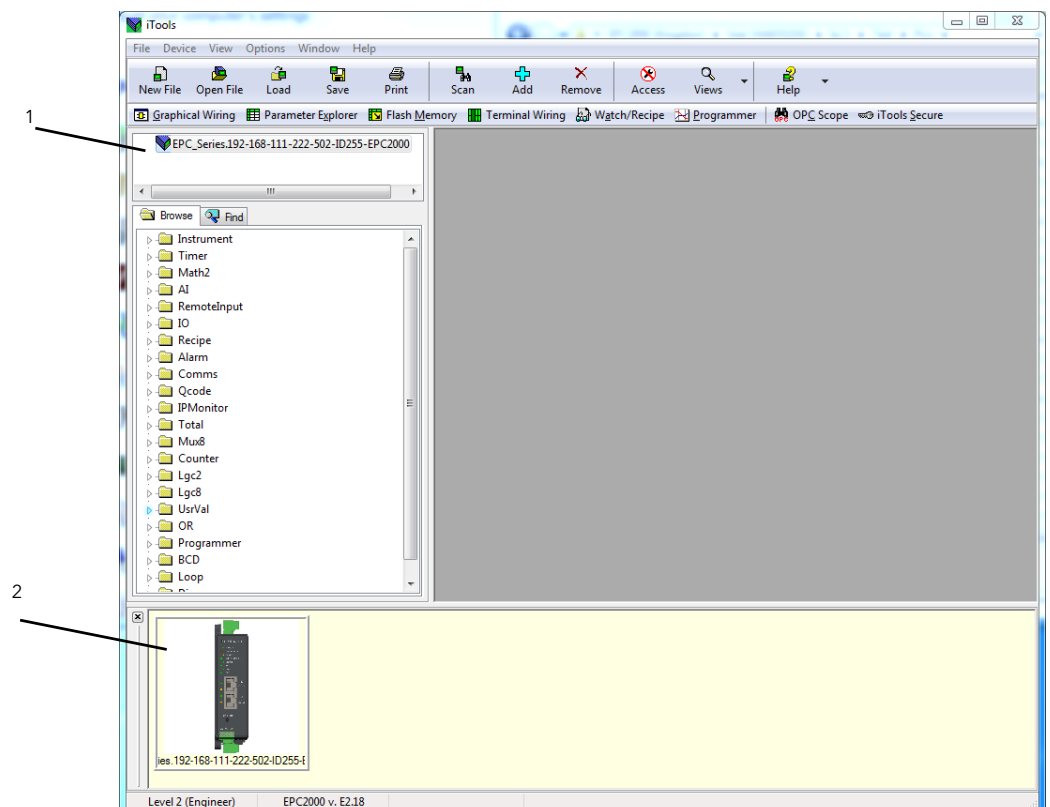 iTools
File Device View Options Window Help
New File Open File Load Save Print Scan Add Remove Access Views Help
Graphical Wiring Parameter Explorer Flash Memory Terminal Wiring Watch/Recipe Programmer OPC Scope iTools Secure
1
EPC_Series.192-168-111-222-502-ID255-EPC2000
Browse Find
Instrument
Timer
Math2
AI
RemoteInput
IO
Recipe
Alarm
Comms
Qcode
IPMonitor
Total
Mux8
Counter
Lgc2
Lgc8
UsrVal
OR
Programmer
BCD
Loop
2
ies.192-168-111-222-502-ID255-E
Level 2 (Engineer) EPC2000 v. E2.18